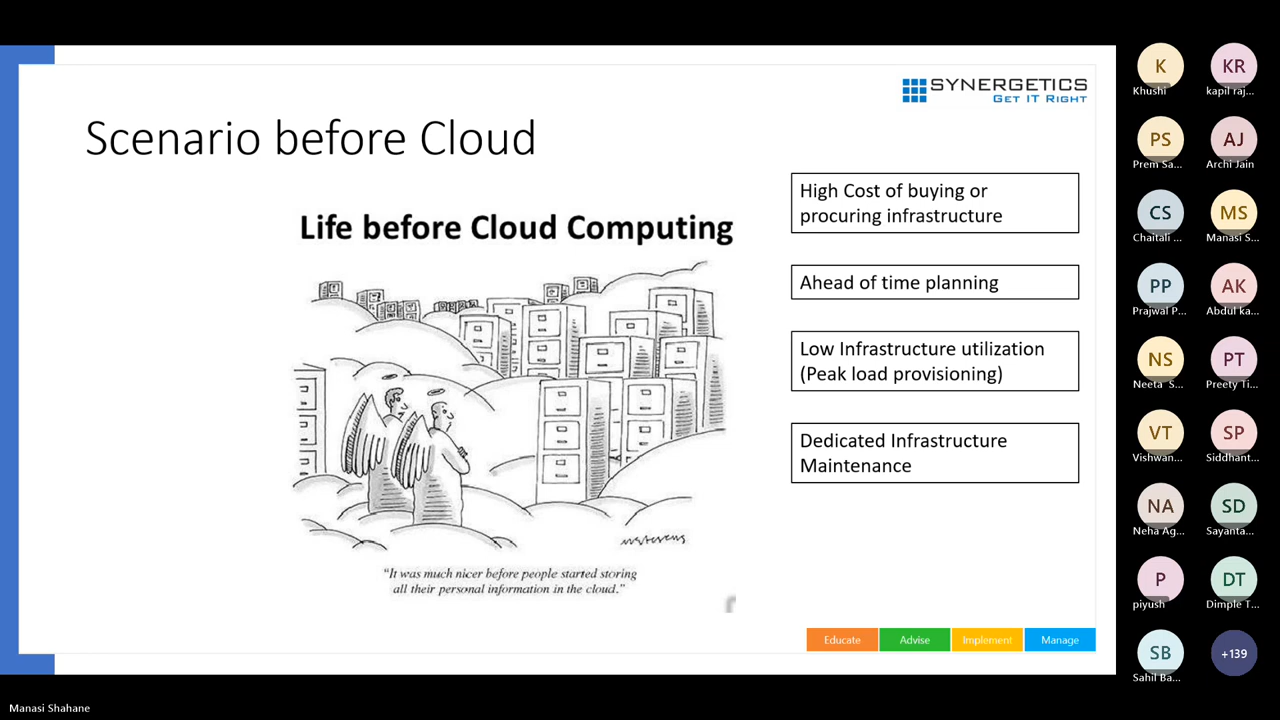 SYNERGETICS
GET IT RIGHT
Scenario before Cloud
Life before Cloud Computing
"It was much nicer before people started storing
all their personal information in the cloud."
High Cost of buying or
procuring infrastructure
Ahead of time planning
Low Infrastructure utilization
(Peak load provisioning)
Dedicated Infrastructure
Maintenance
Educate
Advise
Implement
Manage
K
Khushi
KR
kapil raj...
PS
Prem Sa...
AJ
Archi Jain
CS
Chaitali ...
MS
Manasi S...
PP
Prajwal P...
AK
Abdul ka...
NS
Neeta S...
PT
Preety Ti...
VT
Vishwan...
SP
Siddhant...
NA
Neha Ag...
SD
Sayanta...
P
piyush
DT
Dimple T...
SB
Sahil Ba...
+139
Manasi Shahane